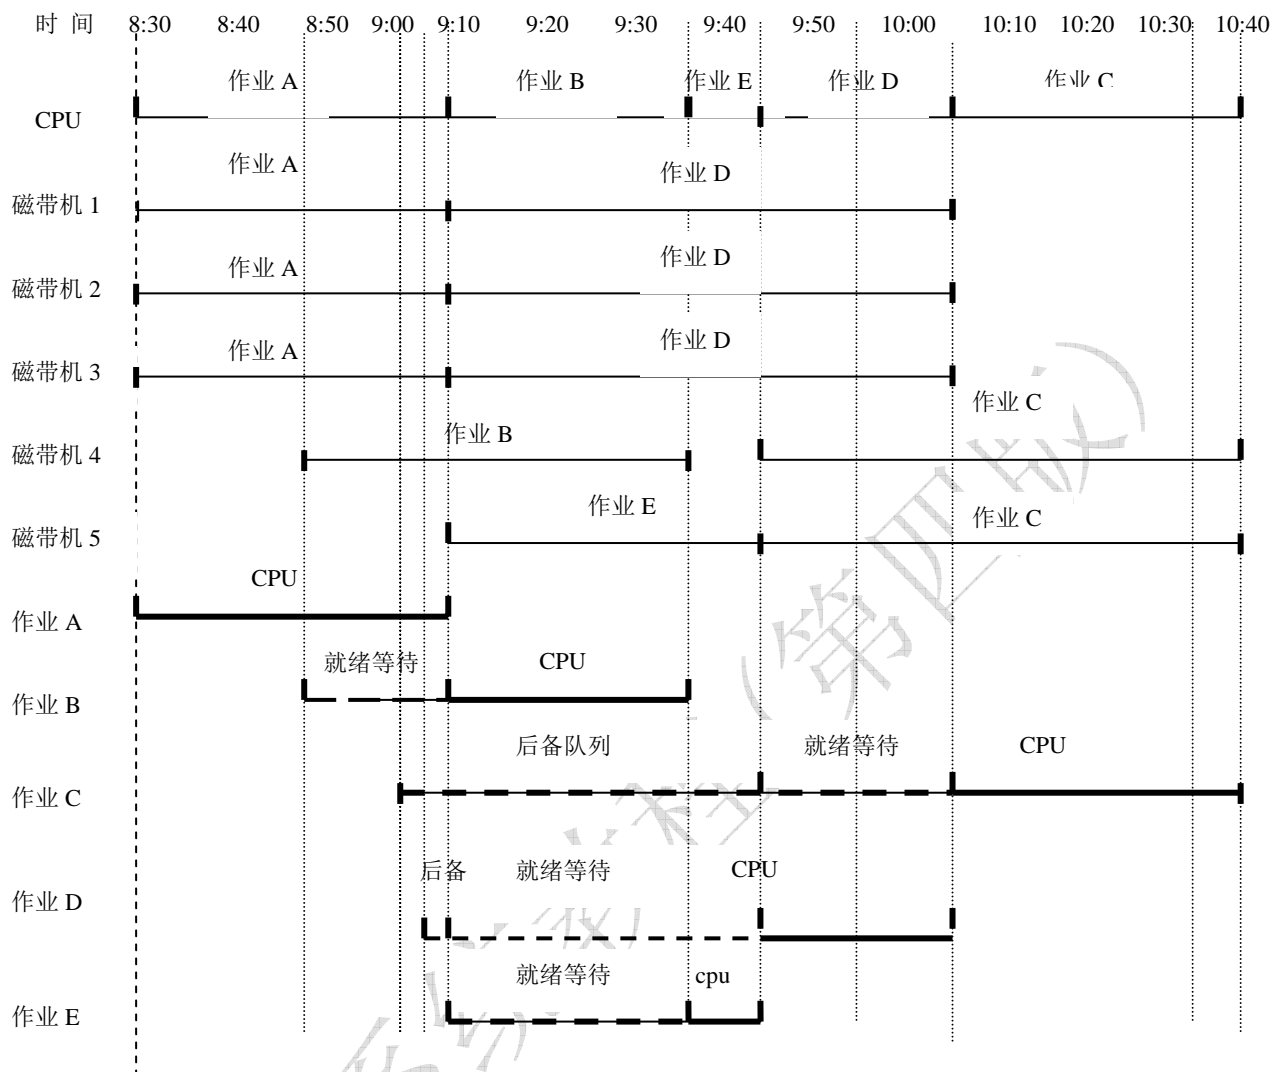 时 间 8:30 8:40 8:50 9:00 9:10 9:20 9:30 9:40 9:50 10:00 10:10 10:20 10:30 10:40
作业 A 作业 B 作业 E 作业 D 作业 C
CPU
作业 A 作业 D
磁带机 1
作业 A 作业 D
磁带机 2
作业 A 作业 D
磁带机 3
作业 C
作业 B
磁带机 4
作业 E 作业 C
磁带机 5
CPU
作业 A
就绪等待 CPU
作业 B
后备队列 就绪等待 CPU
作业 C
后备 就绪等待 CPU
作业 D
就绪等待 cpu
作业 E
(第四版)